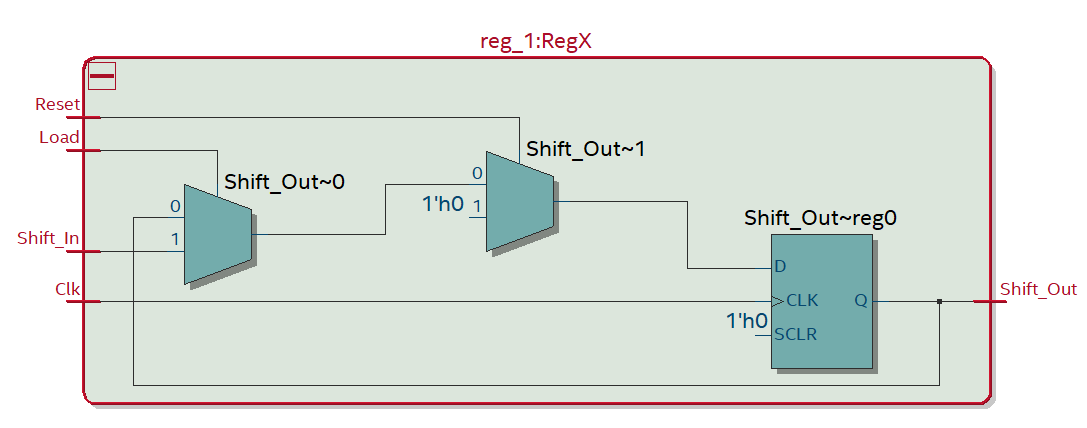 reg_1:RegX
Reset
Load
Shift_Out~1
0
Shift_Out~0
1'h0
1
0
Shift_Out~reg0
Shift_In
1
D
Clk
CLK
Q
Shift_Out
1'h0
SCLR